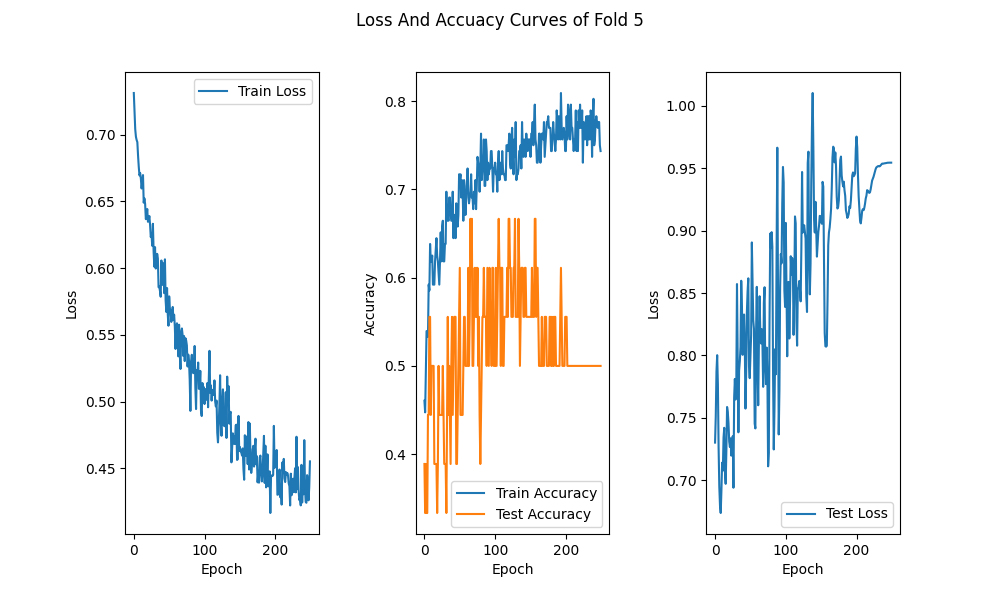 Loss And Accuacy Curves of Fold 5
Train Loss
0.70
0.65
0.60
0.55
0.50
0.45
Loss
0
100
200
Epoch
0.8
0.7
0.6
0.5
0.4
Accuracy
Train Accuracy
Test Accuracy
0
100
200
Epoch
1.00
0.95
0.90
0.85
0.80
0.75
0.70
Loss
Test Loss
0
100
200
Epoch